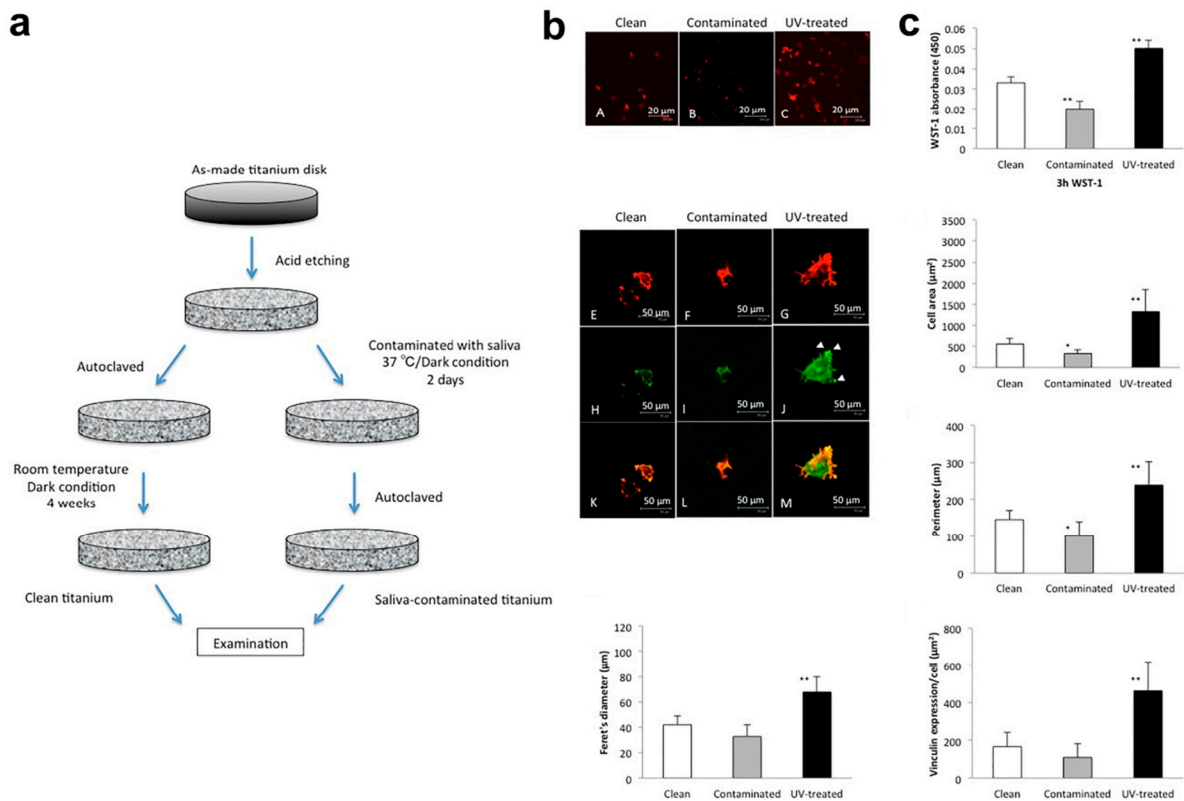 a
As-made titanium disk
Acid etching
Autoclaved
Contaminated with saliva
37 °C/Dark condition
2 days
Room temperature
Dark condition
4 weeks
Autoclaved
Clean titanium
Saliva-contaminated titanium
Examination
b
Clean Contaminated UV-treated
A 20 μm
B 20 μm
C 20 μm
Clean Contaminated UV-treated
E 50 μm
F 50 μm
G 50 μm
H 50 μm
I 50 μm
J 50 μm
K 50 μm
L 50 μm
M 50 μm
Feret's diameter (μm)
120
100
80
60
40
20
0
**
Clean Contaminated UV-treated
c
WST-1 absorbance (450)
0.06
0.05
0.04
0.03
0.02
0.01
0
**
**
Clean Contaminated UV-treated
3h WST-1
Cell area (μm²)
3500
3000
2500
2000
1500
1000
500
0
*
**
Clean Contaminated UV-treated
Perimeter (μm)
400
300
200
100
0
*
**
Clean Contaminated UV-treated
Vinculin expression/cell (μm²)
800
600
400
200
0
**
Clean Contaminated UV-treated